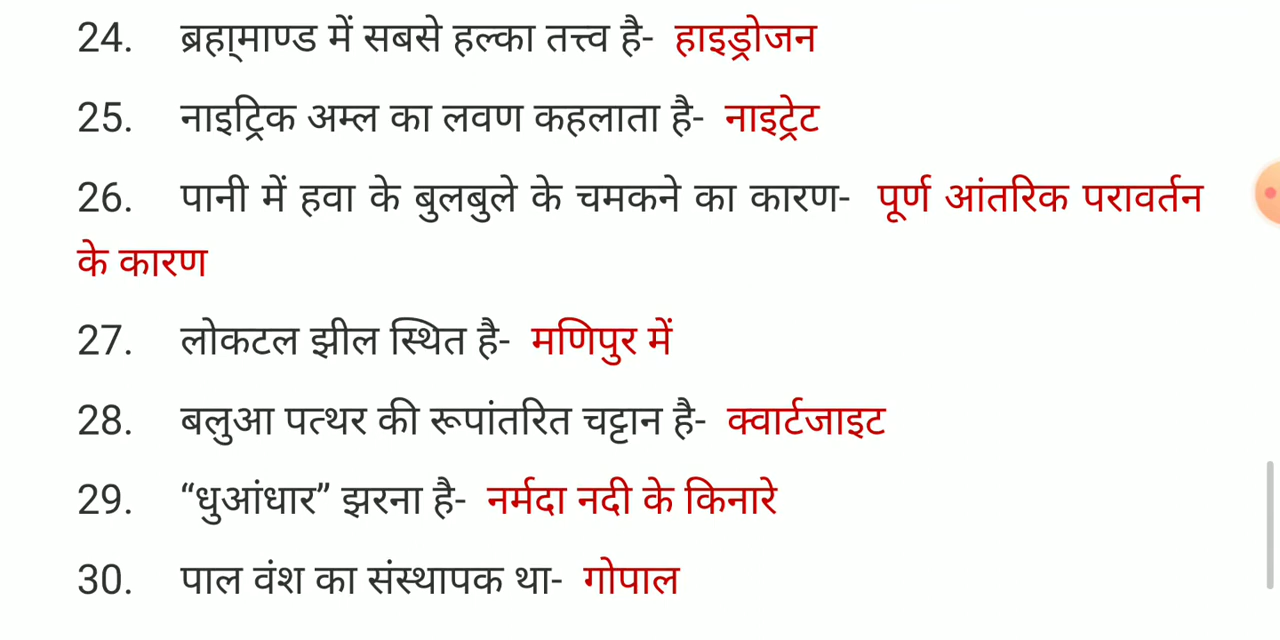 24. ब्रहा्माण्ड में सबसे हल्का तत्त्व है- हाइड्रोजन
25. नाइट्रिक अम्ल का लवण कहलाता है- नाइट्रेट
26. पानी में हवा के बुलबुले के चमकने का कारण- पूर्ण आंतरिक परावर्तन
के कारण
27. लोकटल झील स्थित है- मणिपुर में
28. बलुआ पत्थर की रूपांतरित चट्टान है- क्वार्टजाइट
29. “धुआंधार” झरना है- नर्मदा नदी के किनारे
30. पाल वंश का संस्थापक था- गोपाल